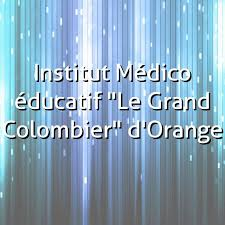 Institut Médico
éducatif "Le Grand
Colombier" d'Orange